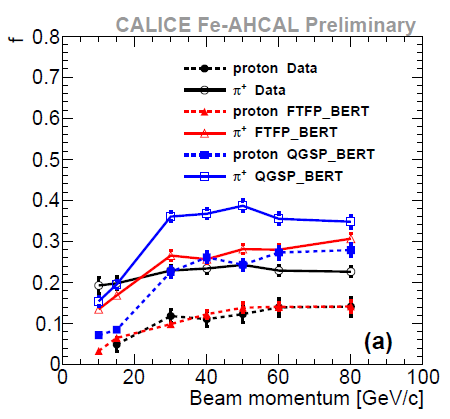 CALICE Fe-AHCAL Preliminary
f
0.8
0.7
0.6
0.5
0.4
0.3
0.2
0.1
0
proton Data
π+ Data
proton FTFP_BERT
π+ FTFP_BERT
proton QGSP_BERT
π+ QGSP_BERT
(a)
0 20 40 60 80 100
Beam momentum [GeV/c]